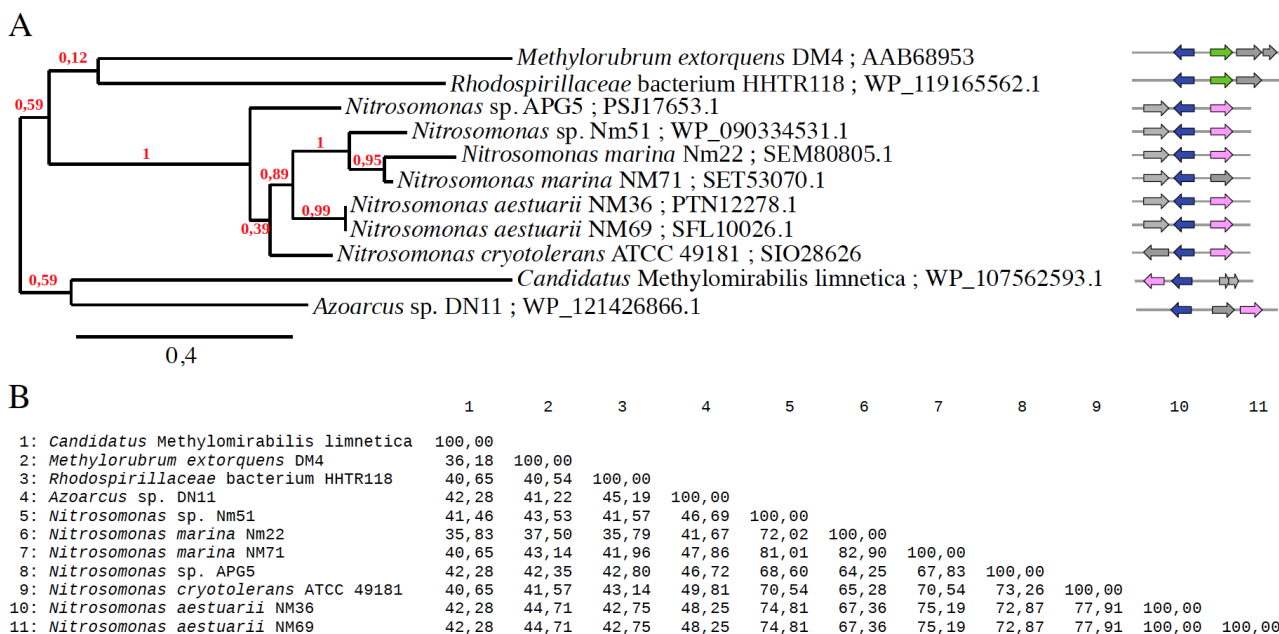 A
0,12
Methylorubrum extorquens DM4 ; AAB68953
Rhodospirillaceae bacterium HHTR118 ; WP_119165562.1
0,59
Nitrosomonas sp. APG5 ; PSJ17653.1
Nitrosomonas sp. Nm51 ; WP_090334531.1
1
1
Nitrosomonas marina Nm22 ; SEM80805.1
0,95
0,89
Nitrosomonas marina NM71 ; SET53070.1
Nitrosomonas aestuarii NM36 ; PTN12278.1
0,99
Nitrosomonas aestuarii NM69 ; SFL10026.1
0,39
Nitrosomonas cryotolerans ATCC 49181 ; SIO28626
0,59
Candidatus Methylomirabilis limnetica ; WP_107562593.1
Azoarcus sp. DN11 ; WP_121426866.1
0,4
B
1 2 3 4 5 6 7 8 9 10 11
1: Candidatus Methylomirabilis limnetica 100,00
2: Methylorubrum extorquens DM4 36,18 100,00
3: Rhodospirillaceae bacterium HHTR118 40,65 40,54 100,00
4: Azoarcus sp. DN11 42,28 41,22 45,19 100,00
5: Nitrosomonas sp. Nm51 41,46 43,53 41,57 46,69 100,00
6: Nitrosomonas marina Nm22 35,83 37,50 35,79 41,67 72,02 100,00
7: Nitrosomonas marina NM71 40,65 43,14 41,96 47,86 81,01 82,90 100,00
8: Nitrosomonas sp. APG5 42,28 42,35 42,80 46,72 68,60 64,25 67,83 100,00
9: Nitrosomonas cryotolerans ATCC 49181 40,65 41,57 43,14 49,81 70,54 65,28 70,54 73,26 100,00
10: Nitrosomonas aestuarii NM36 42,28 44,71 42,75 48,25 74,81 67,36 75,19 72,87 77,91 100,00
11: Nitrosomonas aestuarii NM69 42,28 44,71 42,75 48,25 74,81 67,36 75,19 72,87 77,91 100,00 100,00